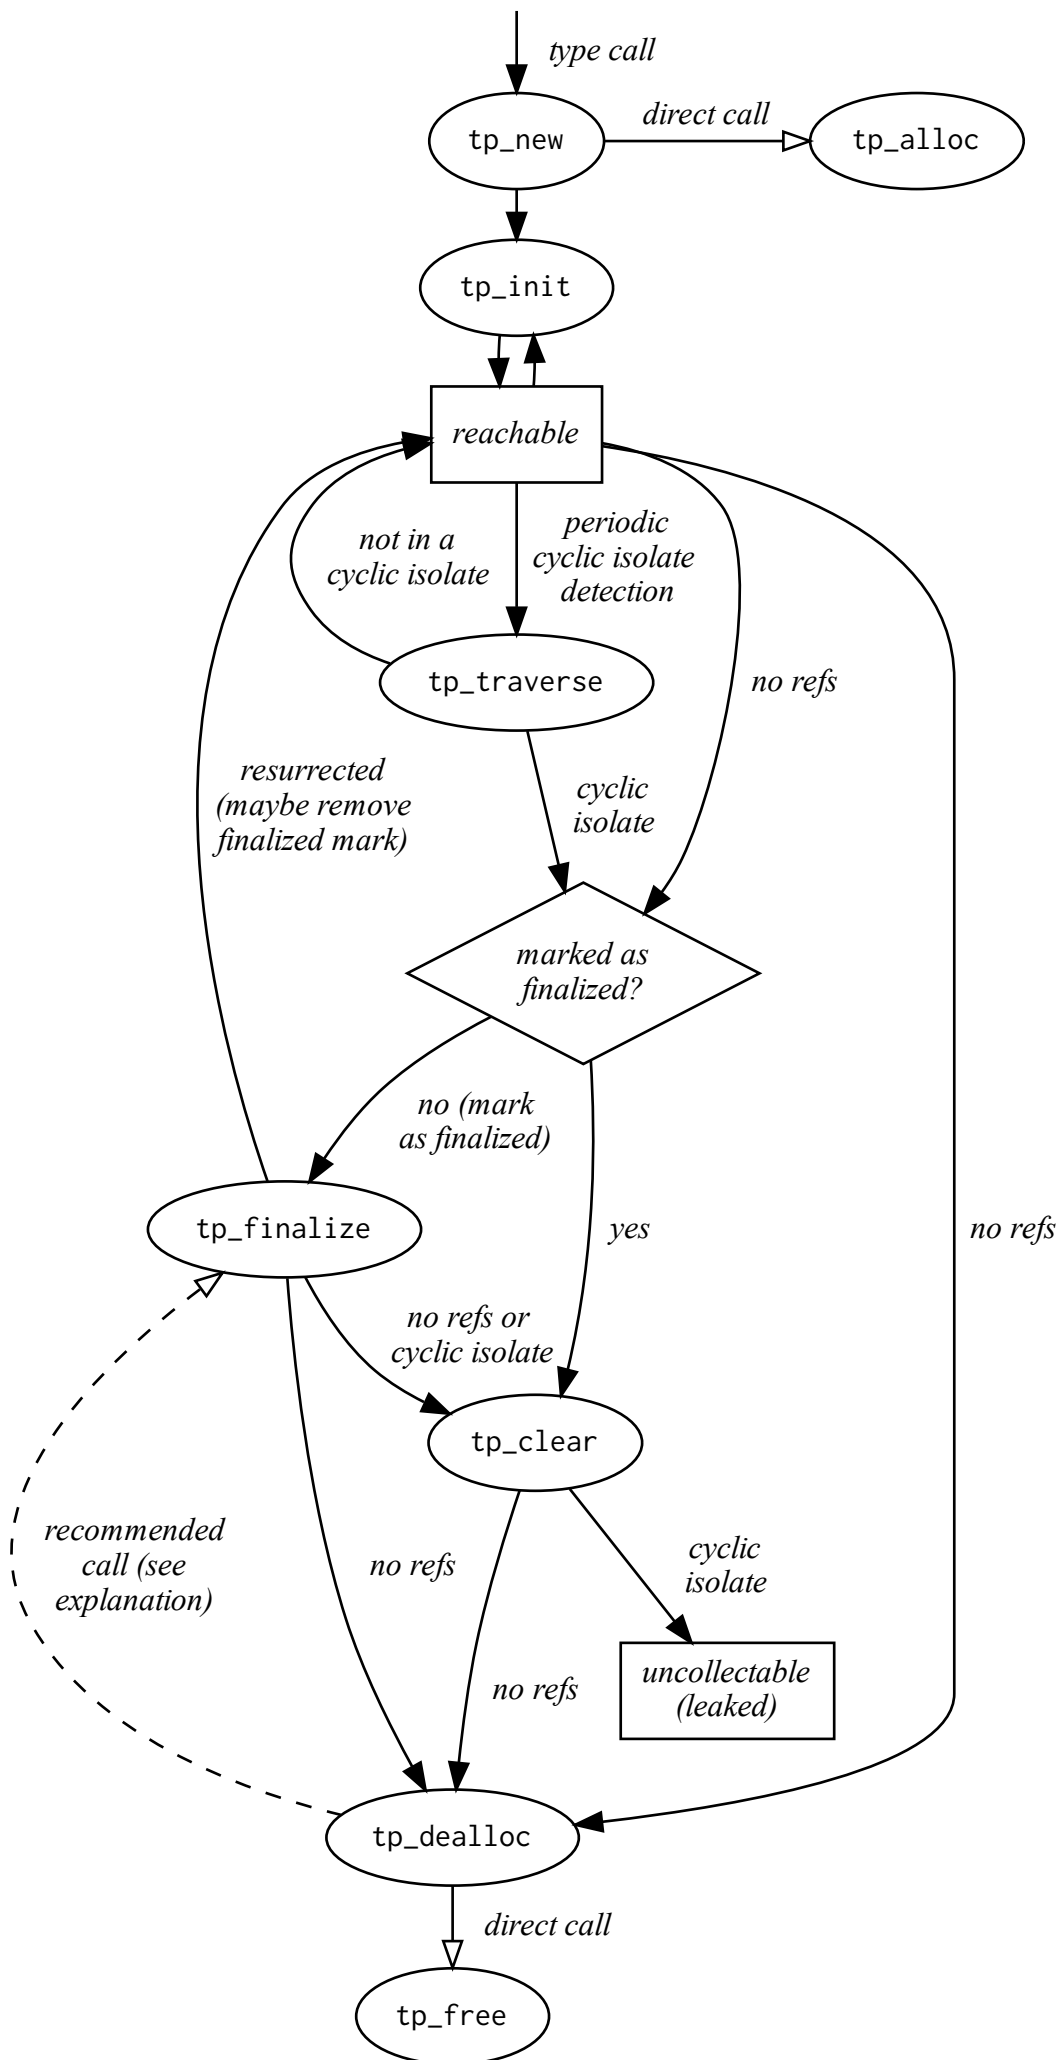 type call
direct call
tp_new
tp_alloc
tp_init
reachable
not in a
cyclic isolate
periodic
cyclic isolate
detection
tp_traverse
no refs
resurrected
(maybe remove
finalized mark)
cyclic
isolate
marked as
finalized?
no (mark
as finalized)
tp_finalize
yes
no refs
no refs or
cyclic isolate
tp_clear
recommended
call (see
explanation)
no refs
cyclic
isolate
uncollectable
(leaked)
no refs
tp_dealloc
direct call
tp_free